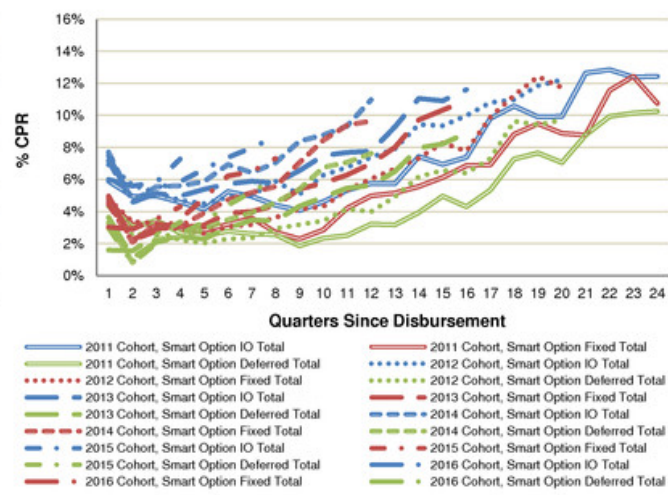 16%
14%
12%
10%
8%
6%
4%
2%
0%
% CPR
1 2 3 4 5 6 7 8 9 10 11 12 13 14 15 16 17 18 19 20 21 22 23 24
Quarters Since Disbursement
2011 Cohort, Smart Option IO Total
2011 Cohort, Smart Option Fixed Total
2011 Cohort, Smart Option Deferred Total
2012 Cohort, Smart Option IO Total
2012 Cohort, Smart Option Fixed Total
2012 Cohort, Smart Option Deferred Total
2013 Cohort, Smart Option IO Total
2013 Cohort, Smart Option Fixed Total
2013 Cohort, Smart Option Deferred Total
2014 Cohort, Smart Option IO Total
2014 Cohort, Smart Option Fixed Total
2014 Cohort, Smart Option Deferred Total
2015 Cohort, Smart Option IO Total
2015 Cohort, Smart Option Fixed Total
2015 Cohort, Smart Option Deferred Total
2016 Cohort, Smart Option IO Total
2016 Cohort, Smart Option Fixed Total
2016 Cohort, Smart Option Deferred Total